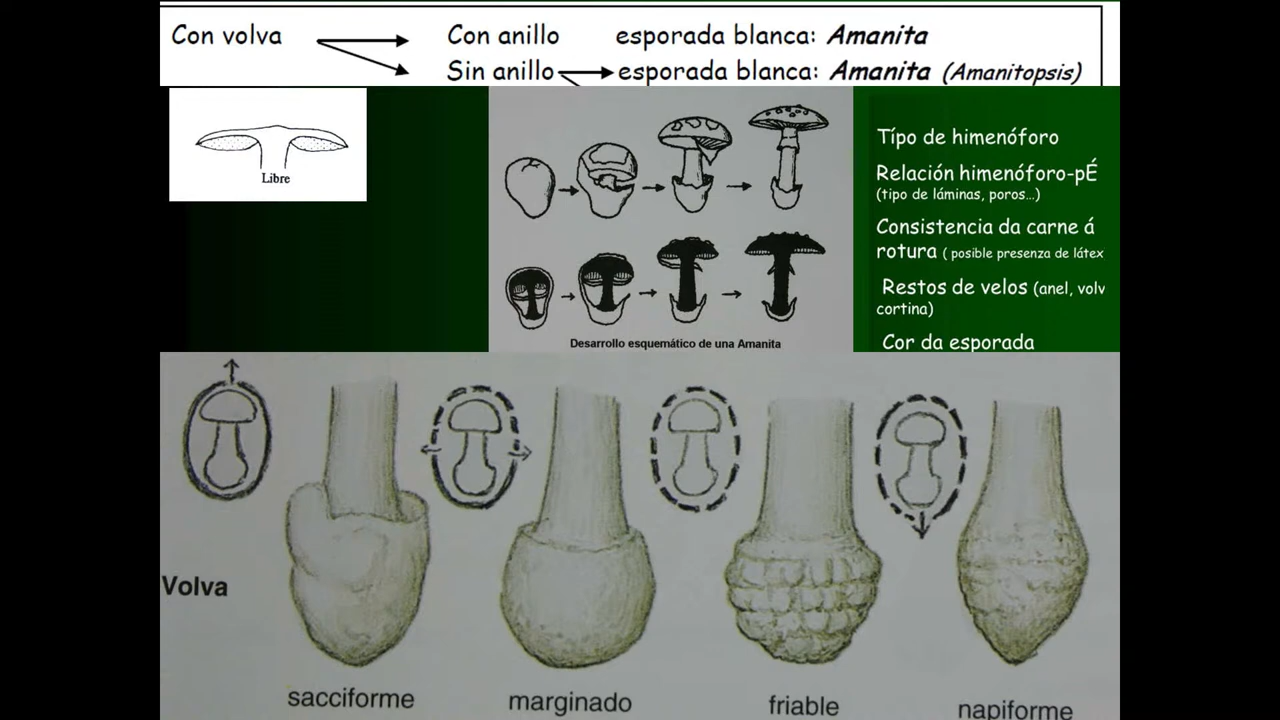 Con volva
Con anillo
esporada blanca: Amanita
Sin anillo
esporada blanca: Amanita (Amanitopsis)
Libre
Desarrollo esquemático de una Amanita
Típo de himenóforo
Relación himenóforo-pÉ
(tipo de láminas, poros...)
Consistencia da carne á
rotura ( posible presenza de látex
Restos de velos (anel, volv
cortina)
Cor da esporada
Volva
sacciforme
marginado
friable
napiforme